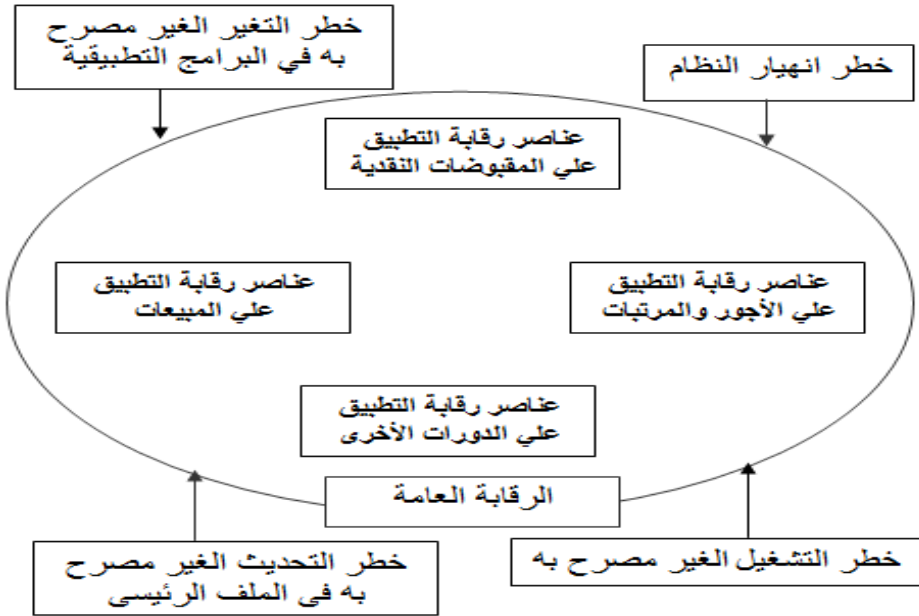 خطر التغير الغير مصرح
به في البرامج التطبيقية
خطر انهيار النظام
عناصر رقابة التطبيق
علي المقبوضات النقدية
عناصر رقابة التطبيق
علي الأجور والمرتبات
عناصر رقابة التطبيق
علي المبيعات
عناصر رقابة التطبيق
علي الدورات الأخرى
الرقابة العامة
خطر التشغيل الغير مصرح به
خطر التحديث الغير مصرح
به فى الملف الرئيسى